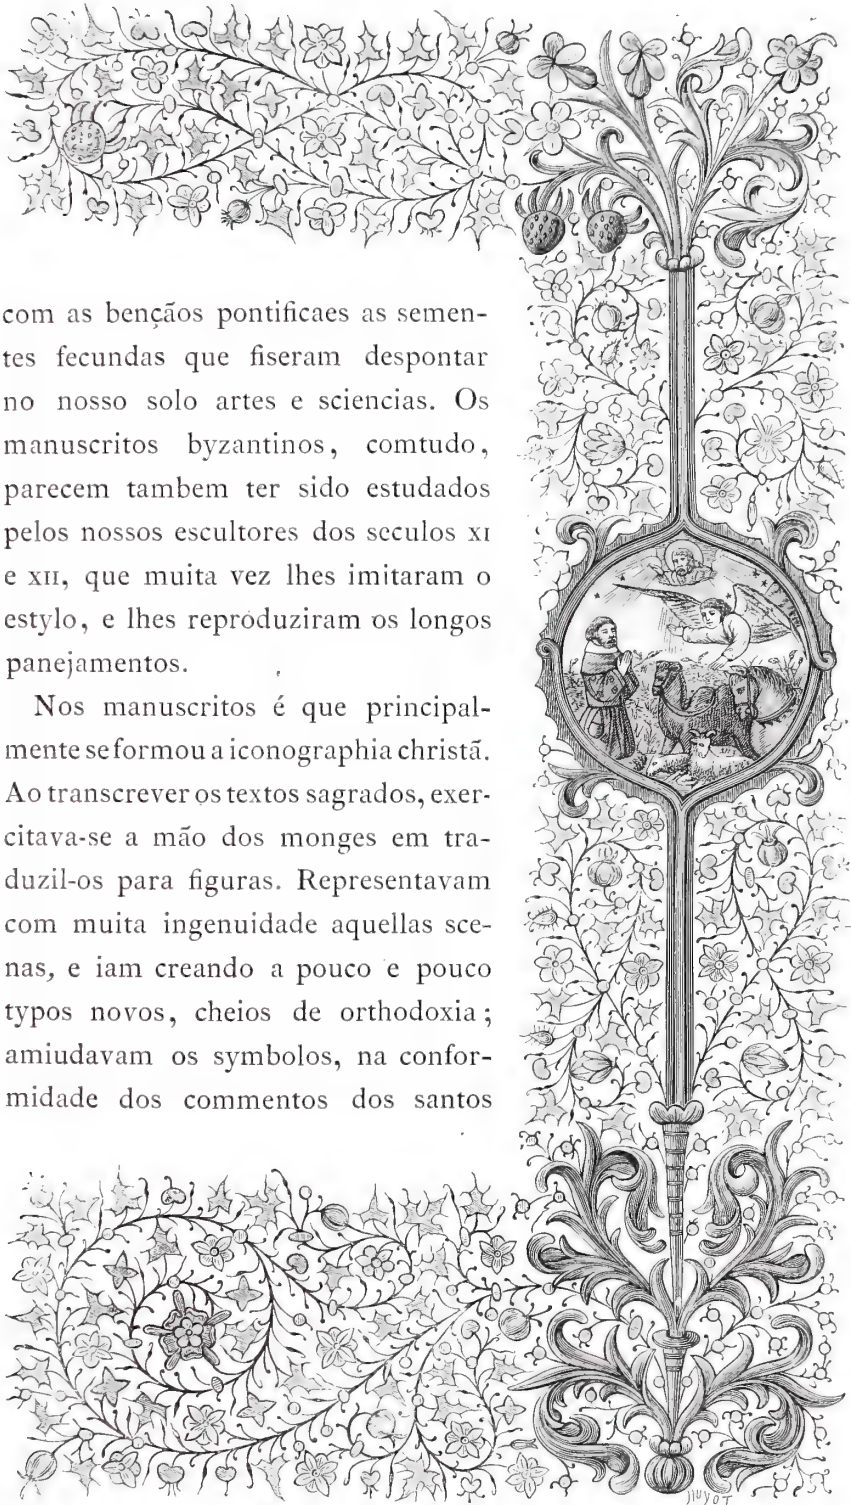 com as bençãos pontificaes as semen-
tes fecundas que fiseram despontar
no nosso solo artes e sciencias. Os
manuscritos byzantinos, comtudo,
parecem tambem ter sido estudados
pelos nossos escultores dos seculos XI
e XII, que muita vez lhes imitaram o
estylo, e lhes reproduziram os longos
panejamentos.
Nos manuscritos é que principal-
mente se formou a iconographia christã.
Ao transcrever os textos sagrados, exer-
citava-se a mão dos monges em tra-
duzil-os para figuras. Representavam
com muita ingenuidade aquellas sce-
nas, e iam creando a pouco e pouco
typos novos, cheios de orthodoxia;
amiudavam os symbolos, na confor-
midade dos commentos dos santos
HUYOT